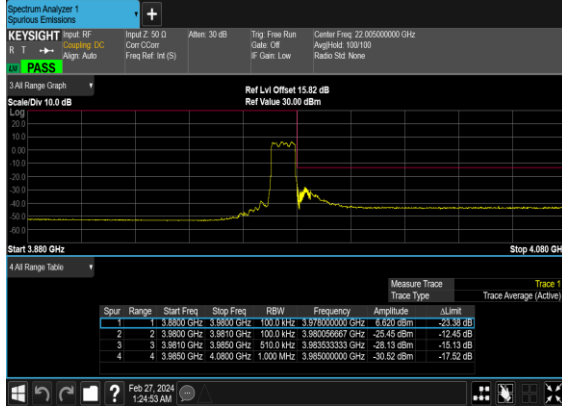 Spectrum Analyzer 1
Spurious Emissions
+
KEYSIGHT Input: RF Input Z: 50 Ω Atten: 30 dB Trig: Free Run Center Freq: 22.005000000 GHz
R T Coupling: DC Corr CCorr Gate: Off Avg|Hold: 100/100
Align: Auto Freq Ref: Int (S) IF Gain: Low Radio Std: None
PASS
3 All Range Graph Ref Lvl Offset 15.82 dB
Scale/Div 10.0 dB Ref Value 30.00 dBm
Log
20.0
10.0
0.00
-10.0
-20.0
-30.0
-40.0
-50.0
-60.0
Start 3.880 GHz Stop 4.080 GH
4 All Range Table
Measure Trace Trace 1
Trace Type Trace Average (Active)
Spur Range Start Freq Stop Freq RBW Frequency Amplitude ΔLimit
1 1 3.8800 GHz 3.9800 GHz 100.0 kHz 3.978000000 GHz 6.620 dBm -23.38 dB
2 2 3.9800 GHz 3.9810 GHz 100.0 kHz 3.980056667 GHz -25.45 dBm -12.45 dB
3 3 3.9810 GHz 3.9850 GHz 510.0 kHz 3.983533333 GHz -28.13 dBm -15.13 dB
4 4 3.9850 GHz 4.0800 GHz 1.000 MHz 3.985000000 GHz -30.52 dBm -17.52 dB
? Feb 27, 2024
1:24:53 AM